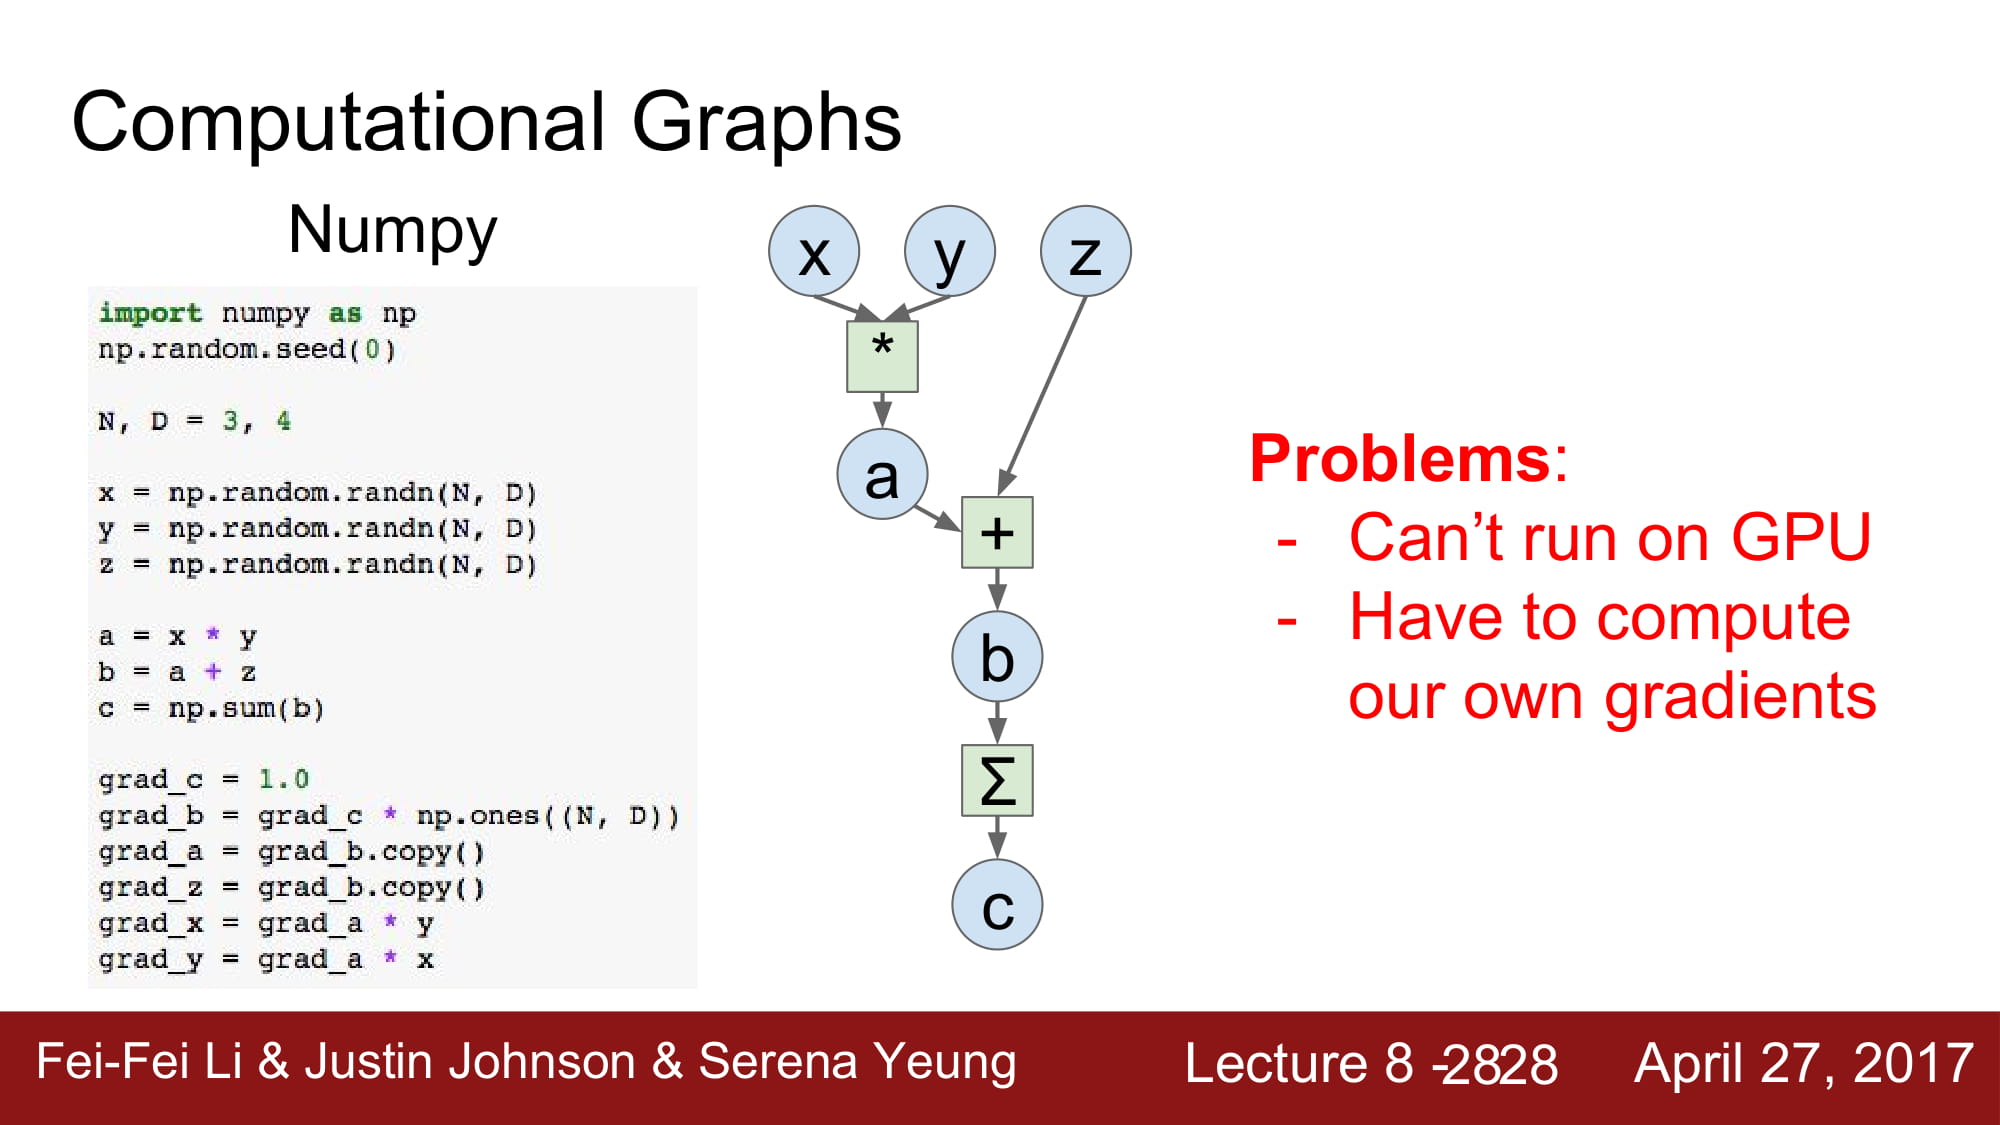 Computational Graphs
Numpy
import numpy as np
np.random.seed(0)
N, D = 3, 4
x = np.random.randn(N, D)
y = np.random.randn(N, D)
z = np.random.randn(N, D)
a = x * y
b = a + z
c = np.sum(b)
grad_c = 1.0
grad_b = grad_c * np.ones((N, D))
grad_a = grad_b.copy()
grad_z = grad_b.copy()
grad_x = grad_a * y
grad_y = grad_a * x
x y z
*
a
+
b
Σ
c
Problems:
- Can’t run on GPU
- Have to compute
our own gradients
Fei-Fei Li & Justin Johnson & Serena Yeung Lecture 8 -2828 April 27, 2017